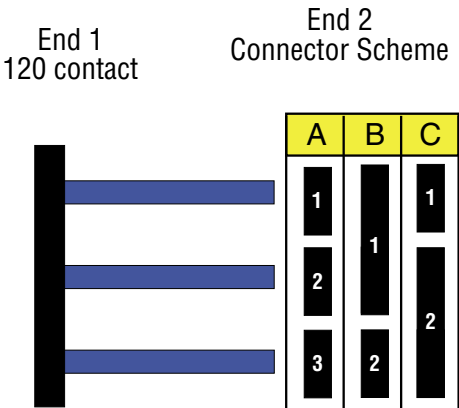 End 1
120 contact
End 2
Connector Scheme
A B C
1 1 1
2 2
3 2